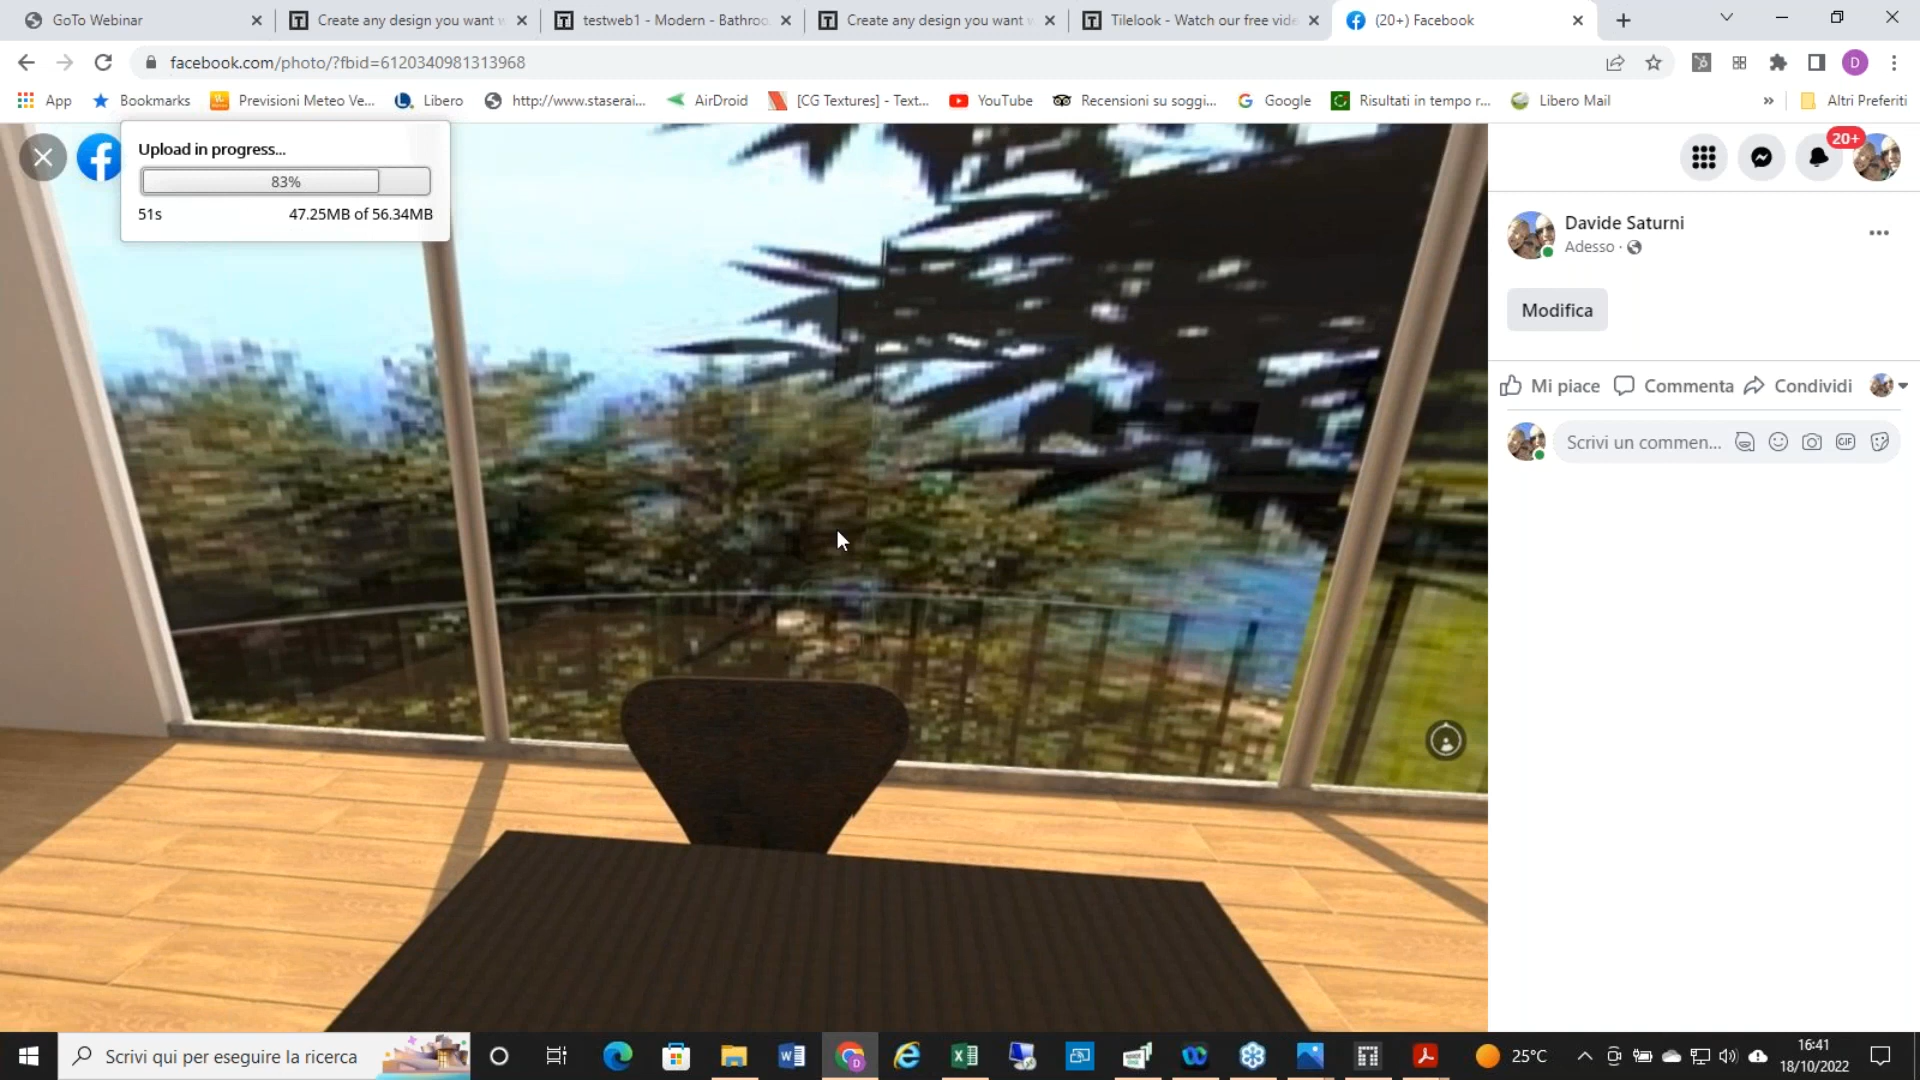 GoTo Webinar
Create any design you want w
testweb1 - Modern - Bathroo
Create any design you want w
Tilelook - Watch our free vide
(20+) Facebook
facebook.com/photo/?fbid=6120340981313968
D
App
Bookmarks
Previsioni Meteo Ve...
Libero
http://www.staserai...
AirDroid
[CG Textures] - Text...
YouTube
Recensioni su soggi...
Google
Risultati in tempo r...
Libero Mail
»
Altri Preferiti
Upload in progress...
83%
51s
47.25MB of 56.34MB
20+
Davide Saturni
Adesso ·
Modifica
Mi piace
Commenta
Condividi
Scrivi un commen...
GIF
Scrivi qui per eseguire la ricerca
25°C
16:41
18/10/2022